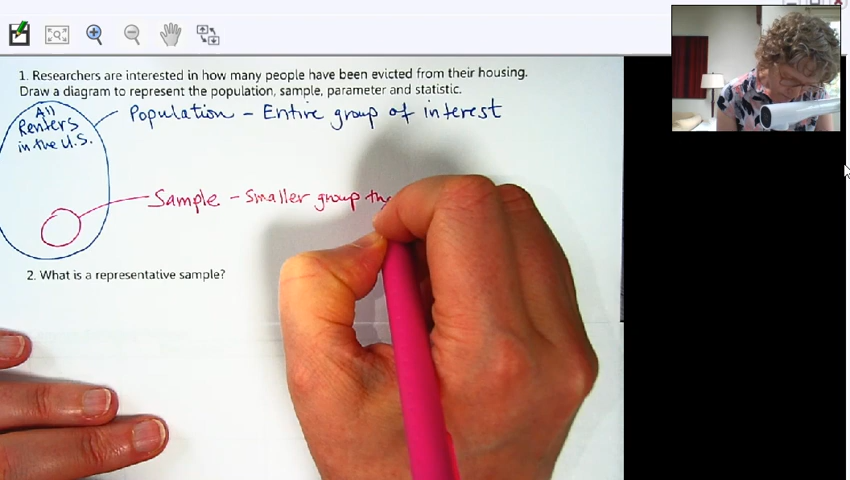 1. Researchers are interested in how many people have been evicted from their housing.
Draw a diagram to represent the population, sample, parameter and statistic.
All
Renters
in the U.S.
Population - Entire group of interest
Sample - Smaller group
2. What is a representative sample?